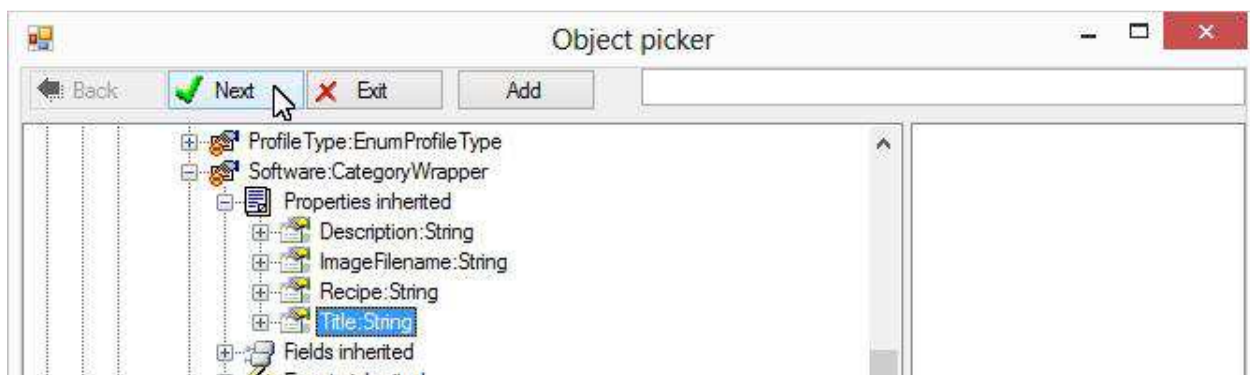 Object picker
Back Next Exit Add
ProfileType:EnumProfileType
Software:CategoryWrapper
Properties inherited
Description:String
ImageFilename:String
Recipe:String
Title:String
Fields inherited